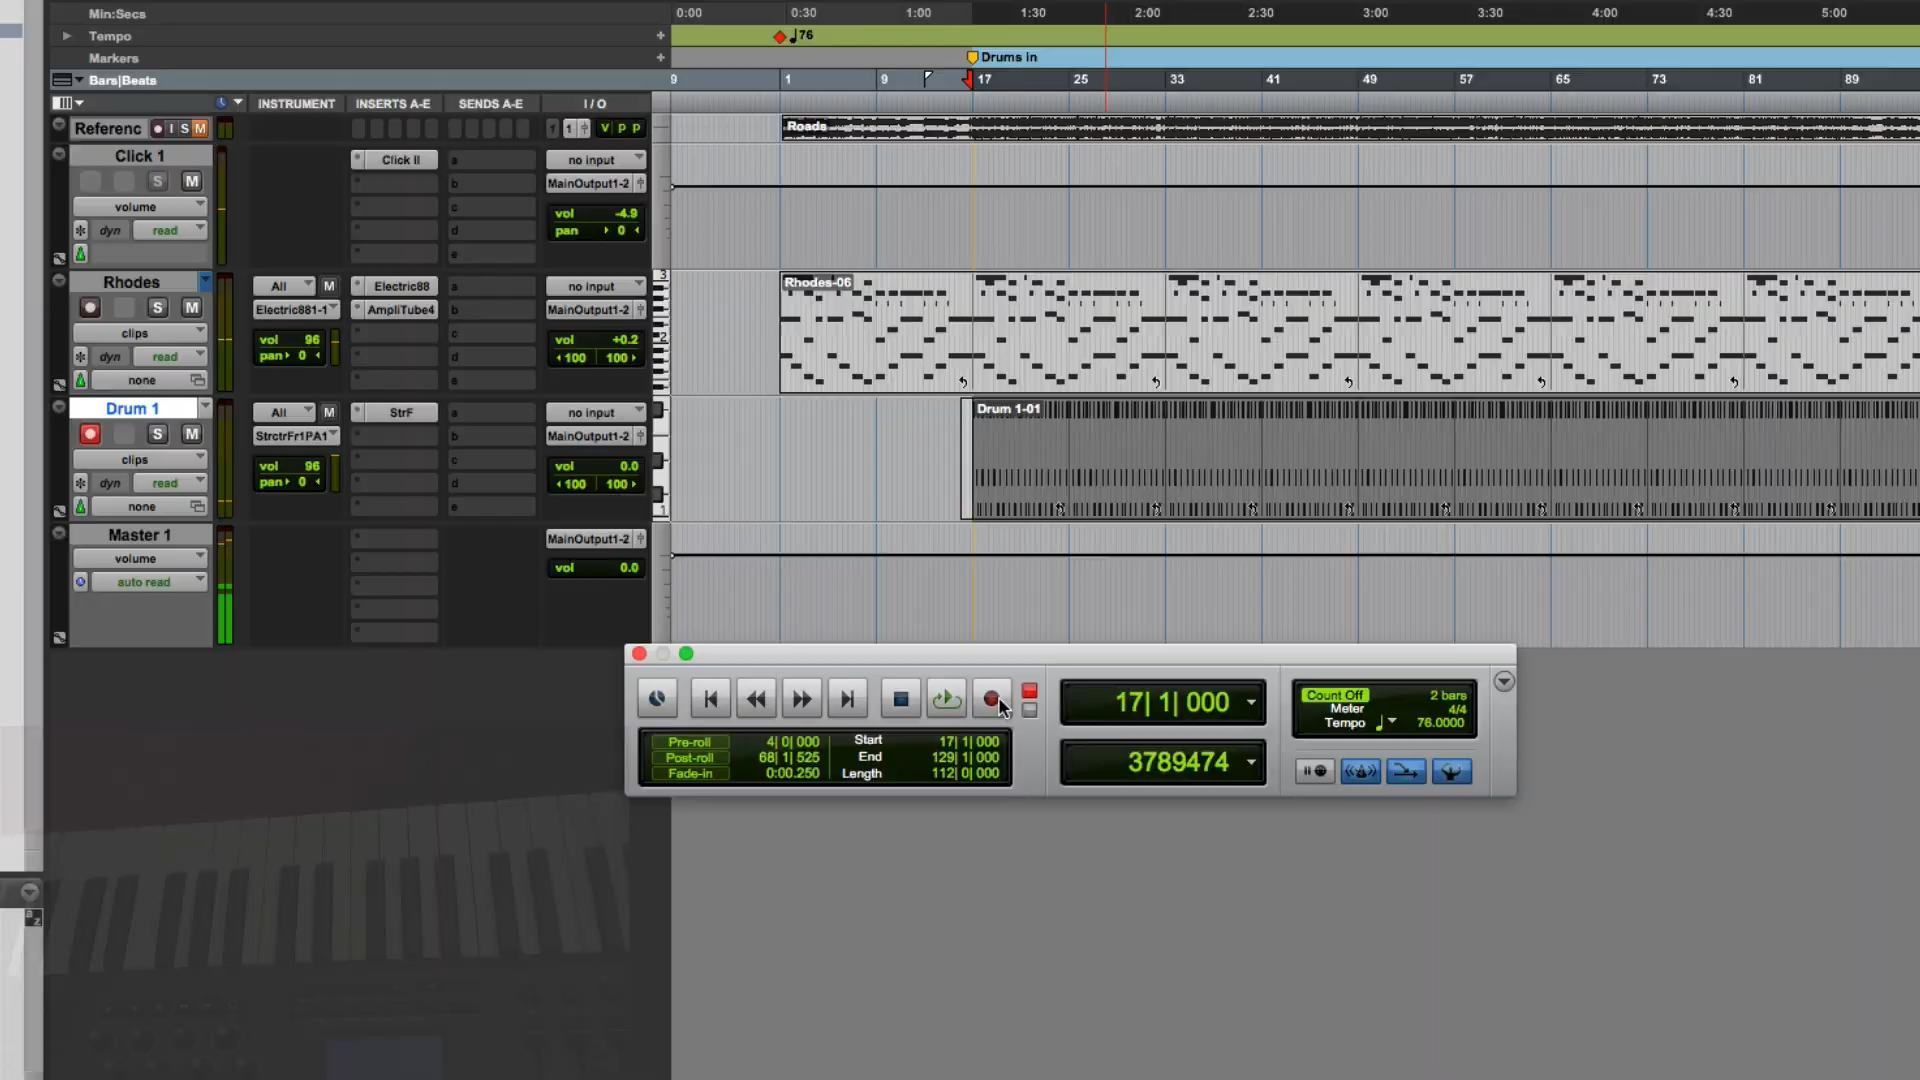 Min:Secs 0:00 0:30 1:00 1:30 2:00 2:30 3:00 3:30 4:00 4:30 5:00
Tempo + 76
Markers + Drums in
Bars|Beats 9 1 9 17 25 33 41 49 57 65 73 81 89
INSTRUMENT INSERTS A-E SENDS A-E I / O
Referenc I S M 1 V P P Roads
Click 1
S M
Click II a no input
b MainOutput1-2
volume c
vol -4.9
dyn read d
pan 0
e
Rhodes 3 Rhodes-06
All M Electric88 a no input
S M Electric881-1 AmpliTube4 b MainOutput1-2
clips c
vol 96 vol +0.2
2
dyn read d
pan 0 100 100
none e
Drum 1 Drum 1-01
All M StrF a no input
S M StrctrFr1PA1 b MainOutput1-2
clips c
vol 96 vol 0.0
dyn read d
pan 0 100 100
none e
1
Master 1 MainOutput1-2
volume
vol 0.0
auto read
17| 1| 000
Count Off 2 bars
Meter 4/4
Tempo 76.0000
Pre-roll 4| 0| 000 Start 17| 1| 000
Post-roll 68| 1| 525 End 129| 1| 000
Fade-in 0:00.250 Length 112| 0| 000
3789474
a
z